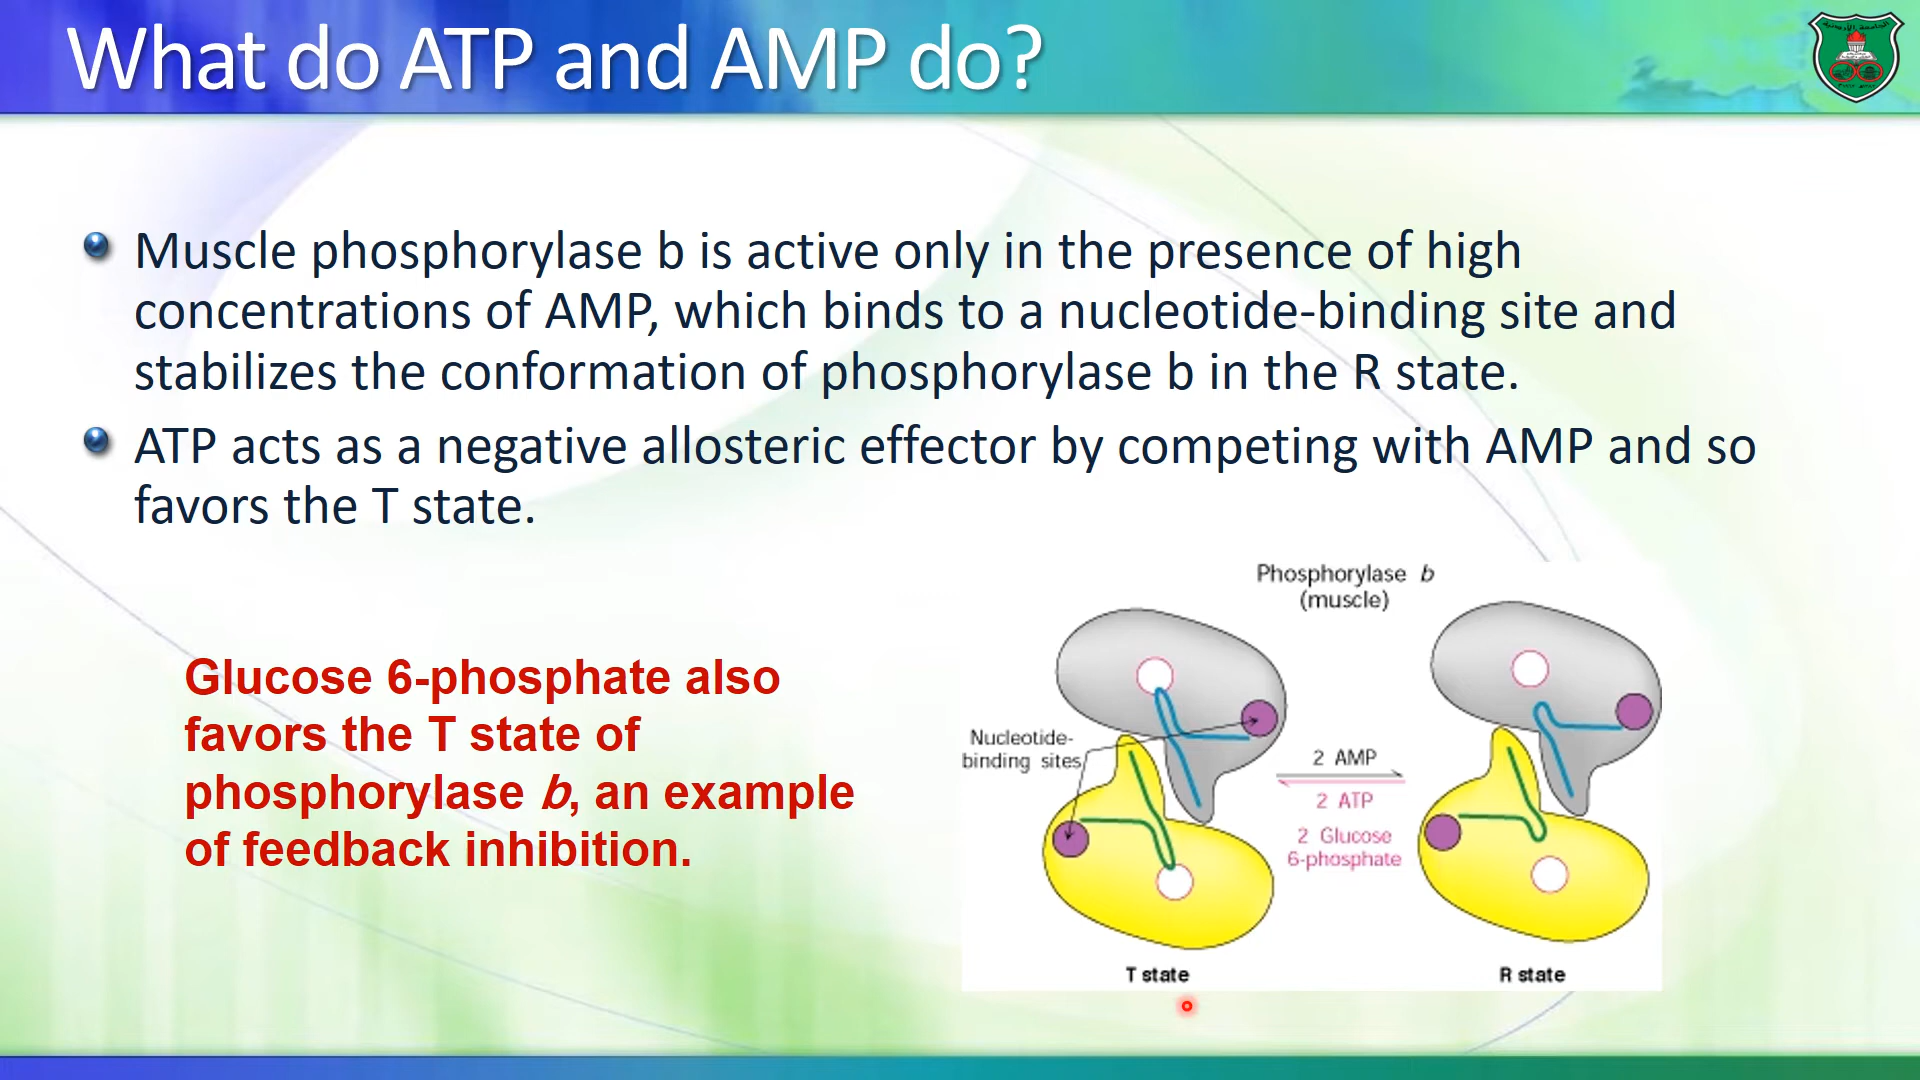 What do ATP and AMP do?
Muscle phosphorylase b is active only in the presence of high
concentrations of AMP, which binds to a nucleotide-binding site and
stabilizes the conformation of phosphorylase b in the R state.
ATP acts as a negative allosteric effector by competing with AMP and so
favors the T state.
Glucose 6-phosphate also
favors the T state of
phosphorylase b, an example
of feedback inhibition.
Phosphorylase b
(muscle)
Nucleotide-
binding sites
2 AMP
2 ATP
2 Glucose
6-phosphate
T state
R state